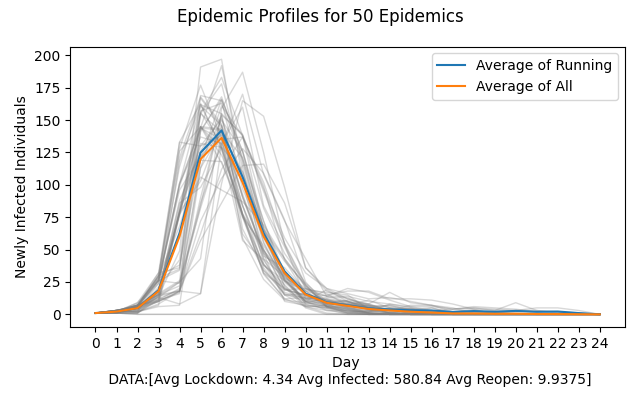 Epidemic Profiles for 50 Epidemics
200
175
150
125
100
75
50
25
0
Newly Infected Individuals
Average of Running
Average of All
0 1 2 3 4 5 6 7 8 9 10 11 12 13 14 15 16 17 18 19 20 21 22 23 24
Day
DATA:[Avg Lockdown: 4.34 Avg Infected: 580.84 Avg Reopen: 9.9375]